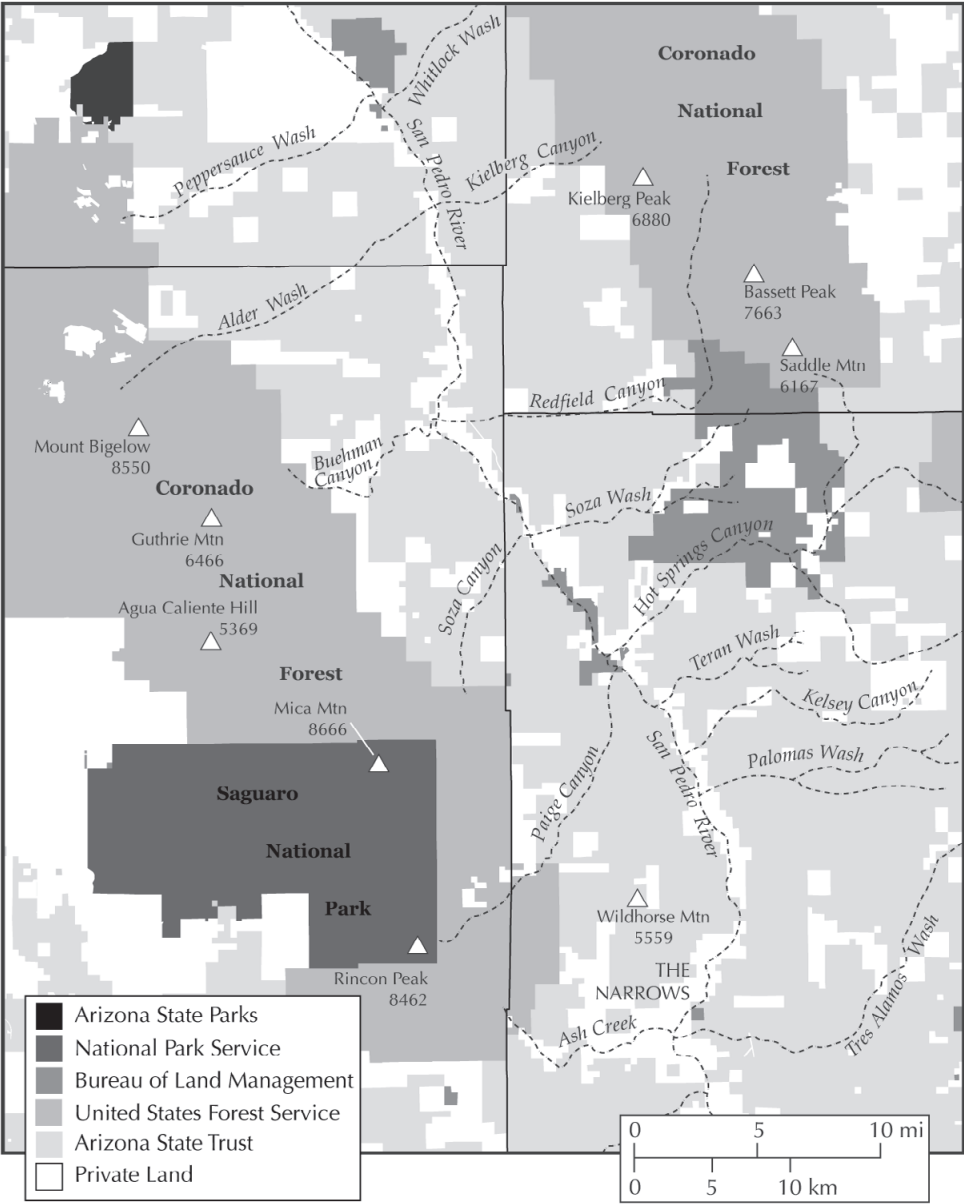 Coronado
National
Forest
Whitlock Wash
San Pedro River
Peppersauce Wash
Kielberg Canyon
Kielberg Peak
6880
Bassett Peak
7663
Saddle Mtn
6167
Alder Wash
Redfield Canyon
Mount Bigelow
8550
Buehman
Canyon
Coronado
Guthrie Mtn
6466
National
Soza Wash
Hot Springs Canyon
Soza Canyon
Agua Caliente Hill
5369
Forest
Teran Wash
Kelsey Canyon
Mica Mtn
8666
Palomas Wash
San Pedro River
Paige Canyon
Saguaro
National
Park
Wildhorse Mtn
5559
Rincon Peak
8462
THE
NARROWS
Ash Creek
Tres Alamos Wash
Arizona State Parks
National Park Service
Bureau of Land Management
United States Forest Service
Arizona State Trust
Private Land
0 5 10 mi
0 5 10 km